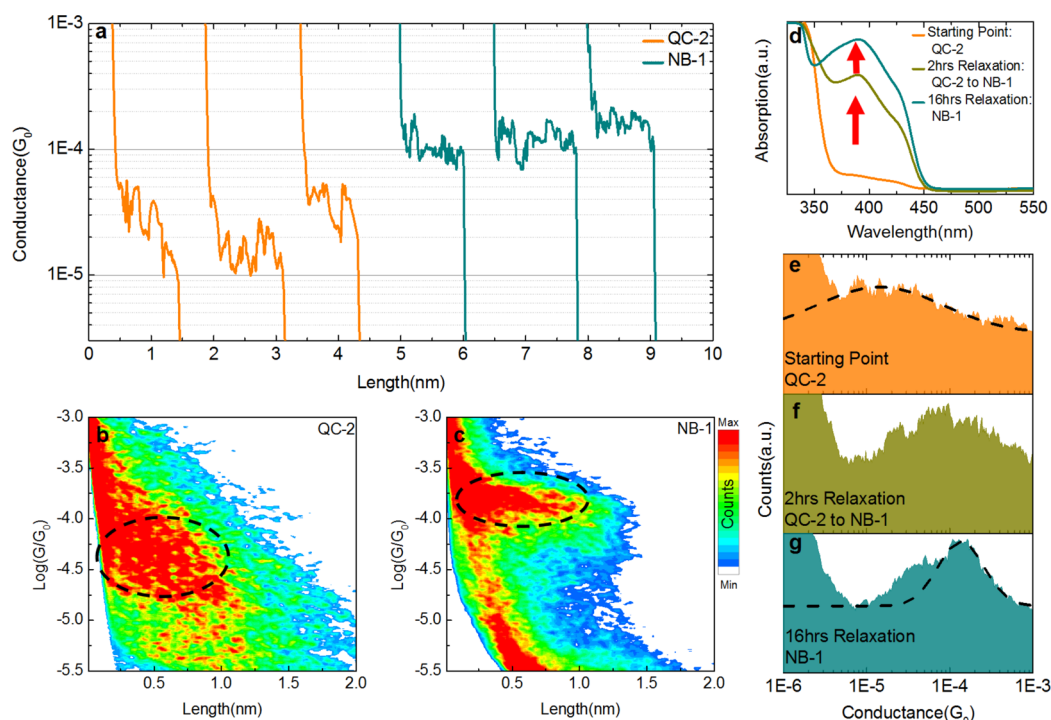 a
1E-3
1E-4
1E-5
Conductance(G₀)
QC-2
NB-1
0 1 2 3 4 5 6 7 8 9 10
Length(nm)
d
Absorption(a.u.)
Starting Point:
QC-2
2hrs Relaxation:
QC-2 to NB-1
16hrs Relaxation:
NB-1
350 400 450 500 550
Wavelength(nm)
b
QC-2
-3.0
-3.5
-4.0
-4.5
-5.0
-5.5
Log(G/G₀)
0.5 1.0 1.5 2.0
Length(nm)
c
NB-1
-3.0
-3.5
-4.0
-4.5
-5.0
-5.5
Log(G/G₀)
0.5 1.0 1.5 2.0
Length(nm)
Max
Counts
Min
e
Starting Point
QC-2
f
2hrs Relaxation
QC-2 to NB-1
g
16hrs Relaxation
NB-1
Counts(a.u.)
1E-6 1E-5 1E-4 1E-3
Conductance(G₀)